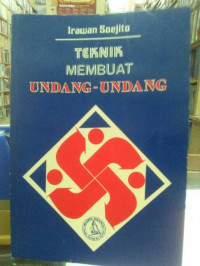 Irawan Soejito
TEKNIK
MEMBUAT
UNDANG-UNDANG